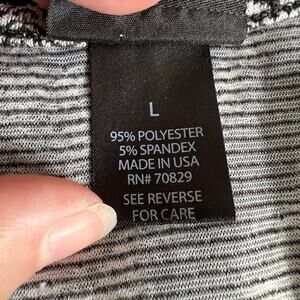 L
95% POLYESTER
5% SPANDEX
MADE IN USA
RN# 70829
SEE REVERSE
FOR CARE